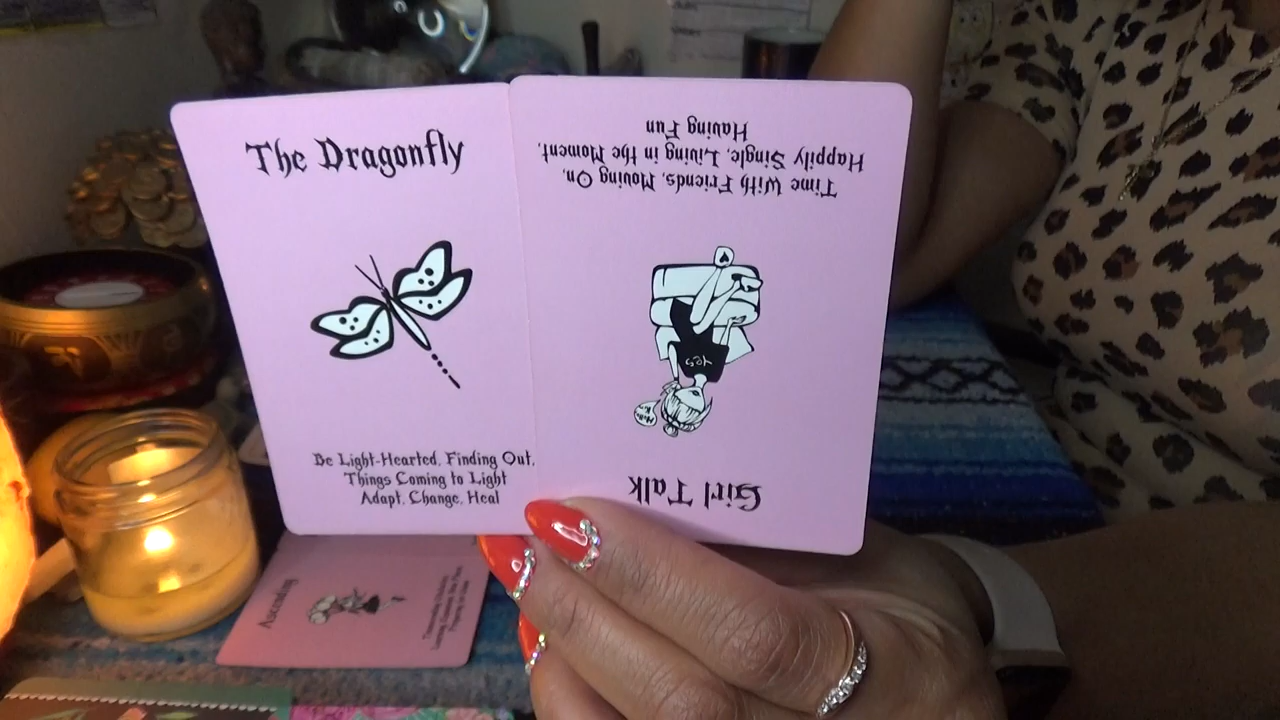 The Dragonfly
Be Light-Hearted, Finding Out,
Things Coming to Light
Adapt, Change, Heal
Girl Talk
YES
Time With Friends, Moving On,
Happily Single, Living in the Moment,
Having Fun
Ascending